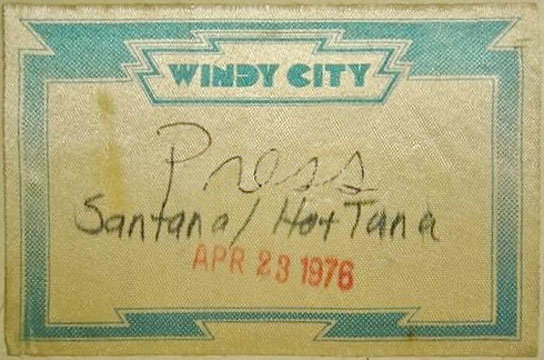 WINDY CITY
Press
Santana/ Hot Tuna
APR 23 1976